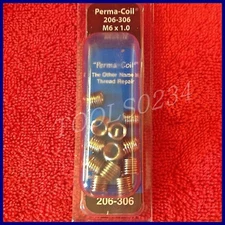 Perma-Coil
206-306
M6 x 1.0
"Perma-Coil"
The Other Name in
Thread Repair
TOOLS0234
206-306